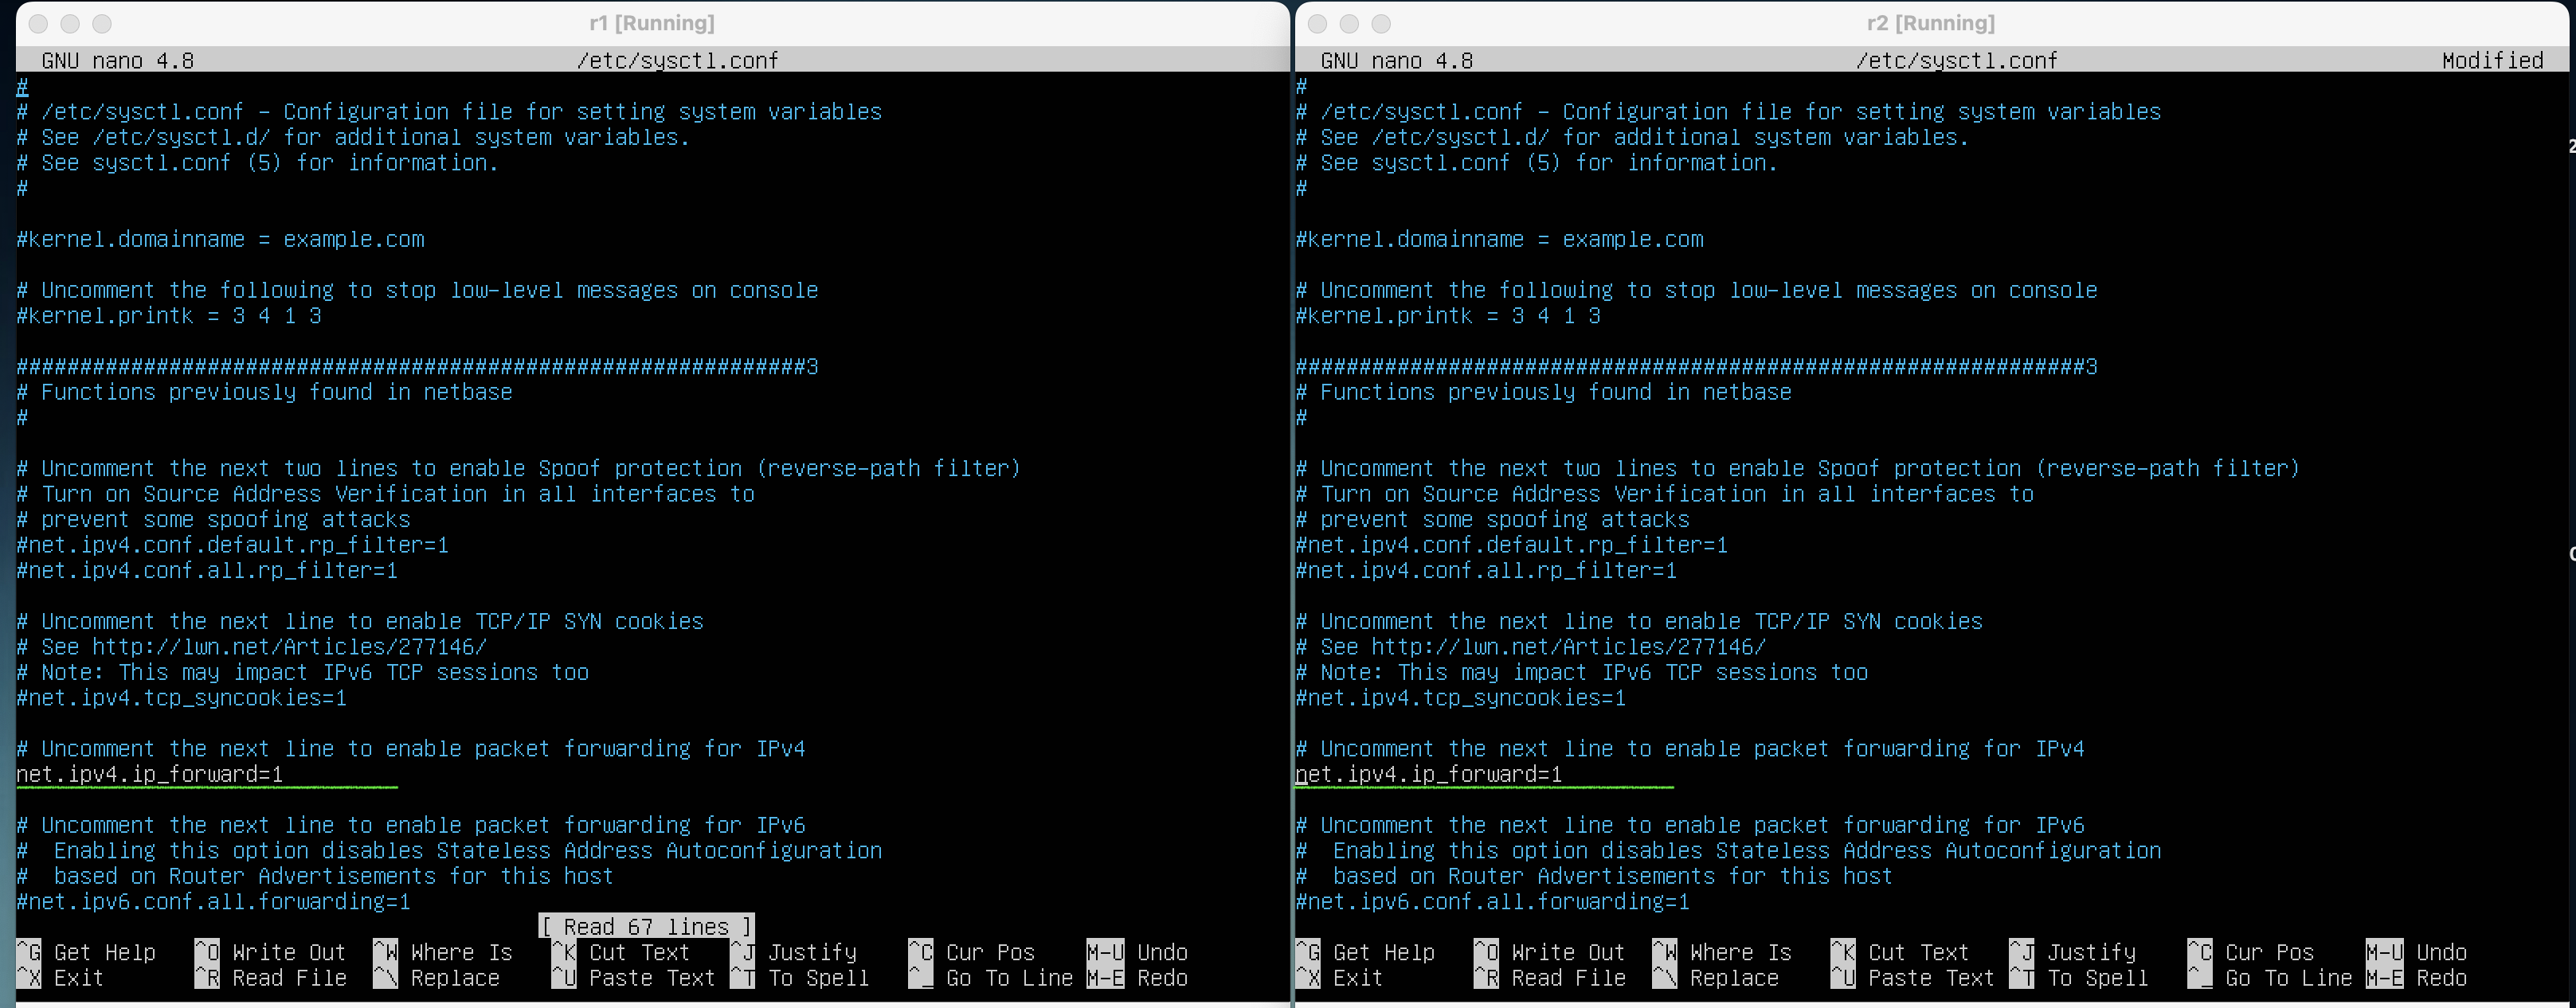 r1 [Running]
GNU nano 4.8 /etc/sysctl.conf
#
# /etc/sysctl.conf - Configuration file for setting system variables
# See /etc/sysctl.d/ for additional system variables.
# See sysctl.conf (5) for information.
#
#kernel.domainname = example.com
# Uncomment the following to stop low-level messages on console
#kernel.printk = 3 4 1 3
##############################################################3
# Functions previously found in netbase
#
# Uncomment the next two lines to enable Spoof protection (reverse-path filter)
# Turn on Source Address Verification in all interfaces to
# prevent some spoofing attacks
#net.ipv4.conf.default.rp_filter=1
#net.ipv4.conf.all.rp_filter=1
# Uncomment the next line to enable TCP/IP SYN cookies
# See http://lwn.net/Articles/277146/
# Note: This may impact IPv6 TCP sessions too
#net.ipv4.tcp_syncookies=1
# Uncomment the next line to enable packet forwarding for IPv4
net.ipv4.ip_forward=1
# Uncomment the next line to enable packet forwarding for IPv6
#  Enabling this option disables Stateless Address Autoconfiguration
#  based on Router Advertisements for this host
#net.ipv6.conf.all.forwarding=1
[ Read 67 lines ]
^G Get Help ^O Write Out ^W Where Is ^K Cut Text ^J Justify ^C Cur Pos M-U Undo
^X Exit ^R Read File ^\ Replace ^U Paste Text ^T To Spell ^_ Go To Line M-E Redo
r2 [Running]
GNU nano 4.8 /etc/sysctl.conf Modified
#
# /etc/sysctl.conf - Configuration file for setting system variables
# See /etc/sysctl.d/ for additional system variables.
# See sysctl.conf (5) for information.
#
#kernel.domainname = example.com
# Uncomment the following to stop low-level messages on console
#kernel.printk = 3 4 1 3
##############################################################3
# Functions previously found in netbase
#
# Uncomment the next two lines to enable Spoof protection (reverse-path filter)
# Turn on Source Address Verification in all interfaces to
# prevent some spoofing attacks
#net.ipv4.conf.default.rp_filter=1
#net.ipv4.conf.all.rp_filter=1
# Uncomment the next line to enable TCP/IP SYN cookies
# See http://lwn.net/Articles/277146/
# Note: This may impact IPv6 TCP sessions too
#net.ipv4.tcp_syncookies=1
# Uncomment the next line to enable packet forwarding for IPv4
net.ipv4.ip_forward=1
# Uncomment the next line to enable packet forwarding for IPv6
#  Enabling this option disables Stateless Address Autoconfiguration
#  based on Router Advertisements for this host
#net.ipv6.conf.all.forwarding=1
^G Get Help ^O Write Out ^W Where Is ^K Cut Text ^J Justify ^C Cur Pos M-U Undo
^X Exit ^R Read File ^\ Replace ^U Paste Text ^T To Spell ^_ Go To Line M-E Redo